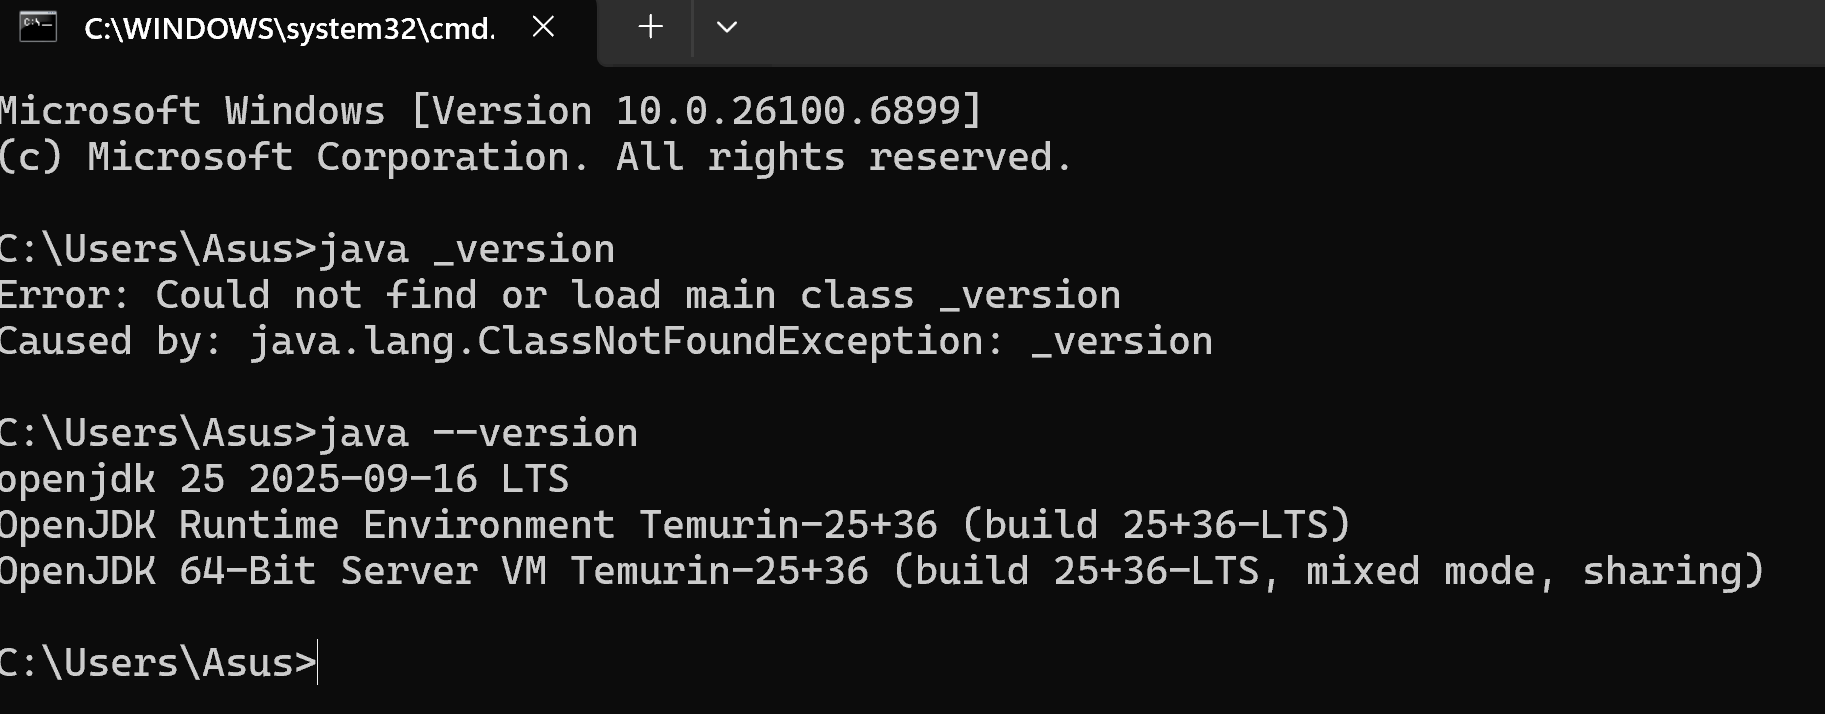 C:\WINDOWS\system32\cmd.
Microsoft Windows [Version 10.0.26100.6899]
(c) Microsoft Corporation. All rights reserved.
C:\Users\Asus>java _version
Error: Could not find or load main class _version
Caused by: java.lang.ClassNotFoundException: _version
C:\Users\Asus>java --version
openjdk 25 2025-09-16 LTS
OpenJDK Runtime Environment Temurin-25+36 (build 25+36-LTS)
OpenJDK 64-Bit Server VM Temurin-25+36 (build 25+36-LTS, mixed mode, sharing)
C:\Users\Asus>